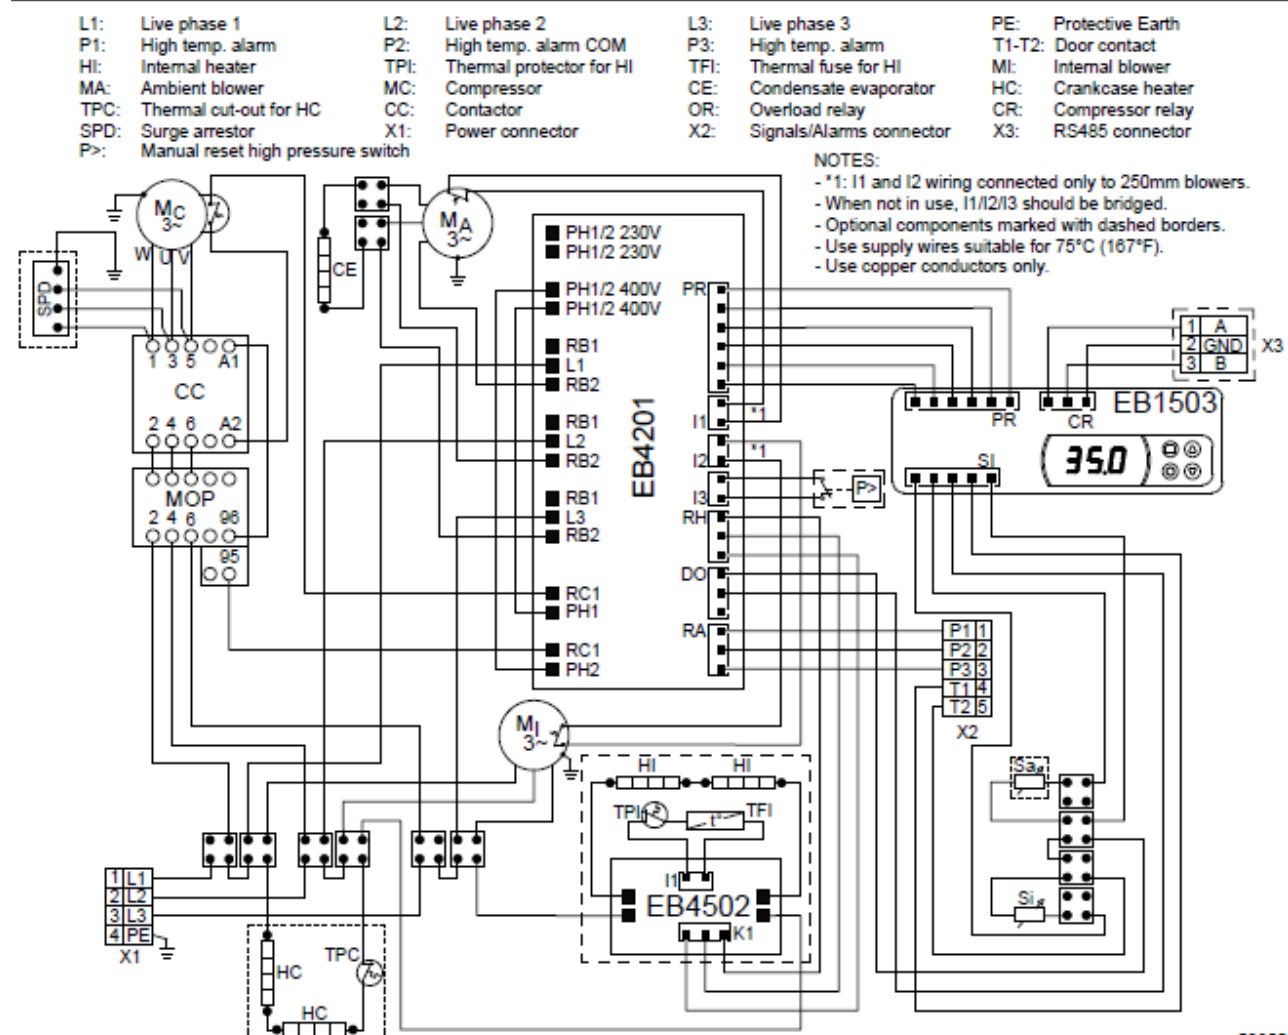 L1: Live phase 1 L2: Live phase 2 L3: Live phase 3 PE: Protective Earth
P1: High temp. alarm P2: High temp. alarm COM P3: High temp. alarm T1-T2: Door contact
HI: Internal heater TPI: Thermal protector for HI TFI: Thermal fuse for HI MI: Internal blower
MA: Ambient blower MC: Compressor CE: Condensate evaporator HC: Crankcase heater
TPC: Thermal cut-out for HC CC: Contactor OR: Overload relay CR: Compressor relay
SPD: Surge arrestor X1: Power connector X2: Signals/Alarms connector X3: RS485 connector
P>: Manual reset high pressure switch
NOTES:
- *1: I1 and I2 wiring connected only to 250mm blowers.
- When not in use, I1/I2/I3 should be bridged.
- Optional components marked with dashed borders.
- Use supply wires suitable for 75°C (167°F).
- Use copper conductors only.
MC
3~
W U V
SPD
CE
MA
3~
1 3 5 A1
CC
2 4 6 A2
MOP
2 4 6 96
95
PH1/2 230V
PH1/2 230V
PH1/2 400V
PH1/2 400V
RB1
L1
RB2
RB1
L2
RB2
RB1
L3
RB2
RC1
PH1
RC1
PH2
EB4201
PR
I1
I2
I3
RH
DO
RA
*1
*1
P>
1 A
2 GND
3 B
X3
EB1503
PR
CR
SI
35.0
P1 1
P2 2
P3 3
T1 4
T2 5
X2
MI
3~
HI HI
TPI
t°
TFI
I1
EB4502
K1
Sa
Si
1 L1
2 L2
3 L3
4 PE
X1
HC
TPC
HC